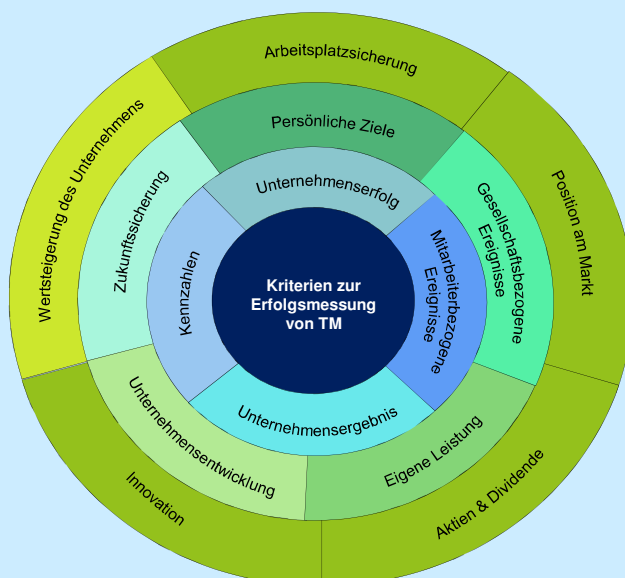 Arbeitsplatzsicherung
Position am Markt
Aktien & Dividende
Innovation
Wertsteigerung des Unternehmens
Persönliche Ziele
Gesellschaftsbezogene
Ereignisse
Eigene Leistung
Unternehmensentwicklung
Zukunftssicherung
Unternehmenserfolg
Mitarbeiterbezogene
Ereignisse
Unternehmensergebnis
Kennzahlen
Kriterien zur
Erfolgsmessung
von TM